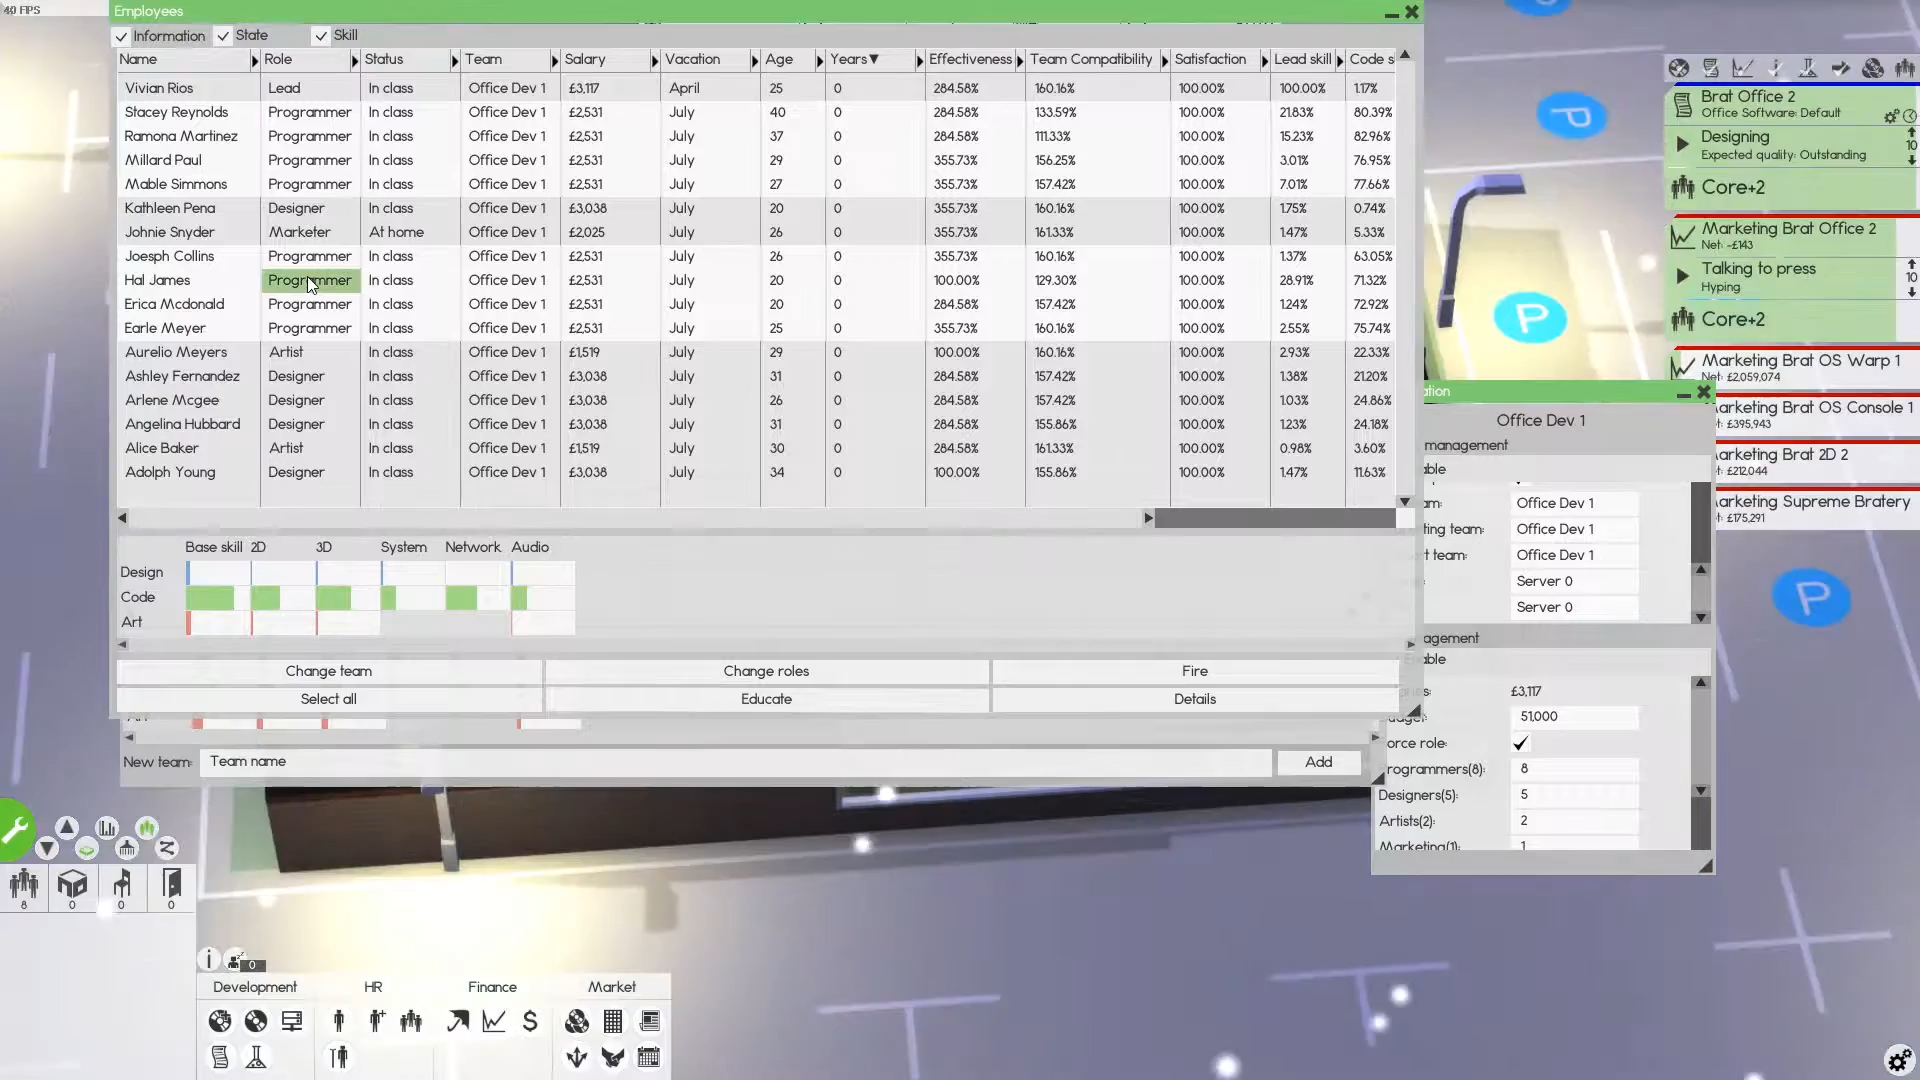 40 FPS
Employees
Information State Skill
Name Role Status Team Salary Vacation Age Years Effectiveness Team Compatibility Satisfaction Lead skill Code s
Vivian Rios Lead In class Office Dev 1 £3,117 April 25 0 284.58% 160.16% 100.00% 100.00% 1.17%
Stacey Reynolds Programmer In class Office Dev 1 £2,531 July 40 0 284.58% 133.59% 100.00% 21.83% 80.39%
Ramona Martinez Programmer In class Office Dev 1 £2,531 July 37 0 284.58% 111.33% 100.00% 15.23% 82.96%
Millard Paul Programmer In class Office Dev 1 £2,531 July 29 0 355.73% 156.25% 100.00% 3.01% 76.95%
Mable Simmons Programmer In class Office Dev 1 £2,531 July 27 0 355.73% 157.42% 100.00% 7.01% 77.66%
Kathleen Pena Designer In class Office Dev 1 £3,038 July 20 0 355.73% 160.16% 100.00% 1.75% 0.74%
Johnie Snyder Marketer At home Office Dev 1 £2,025 July 26 0 355.73% 161.33% 100.00% 1.47% 5.33%
Joesph Collins Programmer In class Office Dev 1 £2,531 July 26 0 355.73% 160.16% 100.00% 1.37% 63.05%
Hal James Programmer In class Office Dev 1 £2,531 July 20 0 100.00% 129.30% 100.00% 28.91% 71.32%
Erica Mcdonald Programmer In class Office Dev 1 £2,531 July 20 0 284.58% 157.42% 100.00% 1.24% 72.92%
Earle Meyer Programmer In class Office Dev 1 £2,531 July 25 0 355.73% 160.16% 100.00% 2.55% 75.74%
Aurelio Meyers Artist In class Office Dev 1 £1,519 July 29 0 100.00% 160.16% 100.00% 2.93% 22.33%
Ashley Fernandez Designer In class Office Dev 1 £3,038 July 31 0 284.58% 157.42% 100.00% 1.38% 21.20%
Arlene Mcgee Designer In class Office Dev 1 £3,038 July 26 0 284.58% 157.42% 100.00% 1.03% 24.86%
Angelina Hubbard Designer In class Office Dev 1 £3,038 July 31 0 284.58% 155.86% 100.00% 1.23% 24.18%
Alice Baker Artist In class Office Dev 1 £1,519 July 30 0 284.58% 161.33% 100.00% 0.98% 3.60%
Adolph Young Designer In class Office Dev 1 £3,038 July 34 0 100.00% 155.86% 100.00% 1.47% 11.63%
Base skill 2D 3D System Network Audio
Design
Code
Art
Change team Change roles Fire
Select all Educate Details
New team: Team name Add
Brat Office 2
Office Software: Default
Designing 10
Expected quality: Outstanding
Core+2
Marketing Brat Office 2
Net: -£143
Talking to press 10
Hyping
Core+2
Marketing Brat OS Warp 1
Net: £2,059,074
arketing Brat OS Console 1
t: £395,943
arketing Brat 2D 2
t: £212,044
arketing Supreme Bratery
t: £175,291
ation
Office Dev 1
management
able
am: Office Dev 1
ting team: Office Dev 1
rt team: Office Dev 1
Server 0
Server 0
agement
able
£3,117
udget: 51,000
orce role:
rogrammers(8): 8
Designers(5): 5
Artists(2): 2
Marketing(1): 1
P
P
P
P
8 0 0 0
i 0
Development HR Finance Market
$